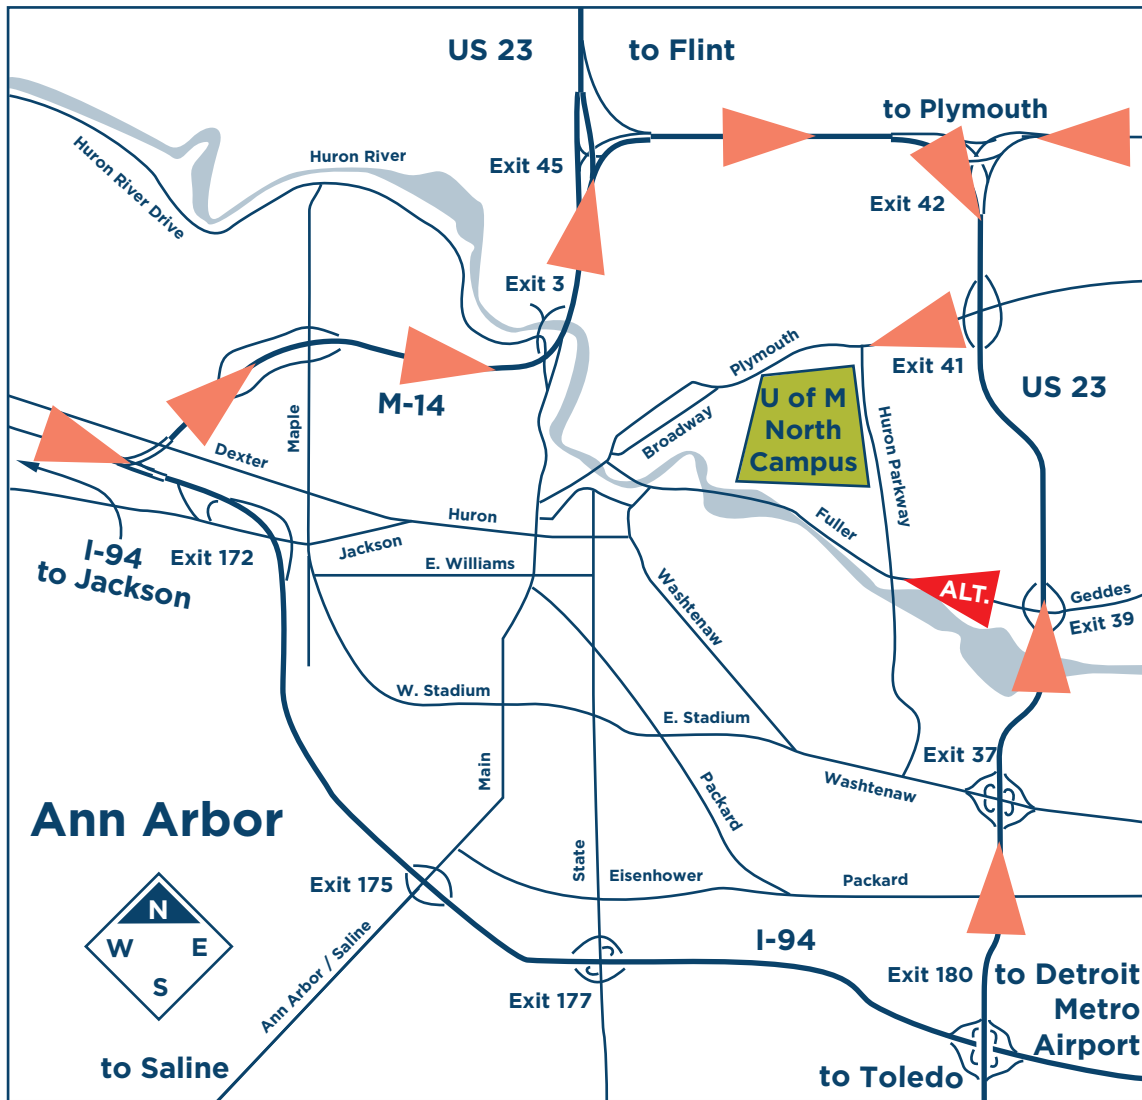 US 23
to Flint
to Plymouth
Huron River
Exit 45
Huron River Drive
Exit 42
Exit 3
Plymouth
Exit 41
US 23
M-14
U of M
North
Campus
Broadway
Huron Parkway
Maple
Dexter
Huron
Fuller
Jackson
I-94
to Jackson
Exit 172
E. Williams
Washtenaw
ALT.
Geddes
Exit 39
W. Stadium
E. Stadium
Main
Exit 37
Washtenaw
Packard
Ann Arbor
State
Exit 175
Eisenhower
Packard
N
W
E
S
Ann Arbor / Saline
I-94
Exit 177
Exit 180
to Detroit
Metro
Airport
to Saline
to Toledo